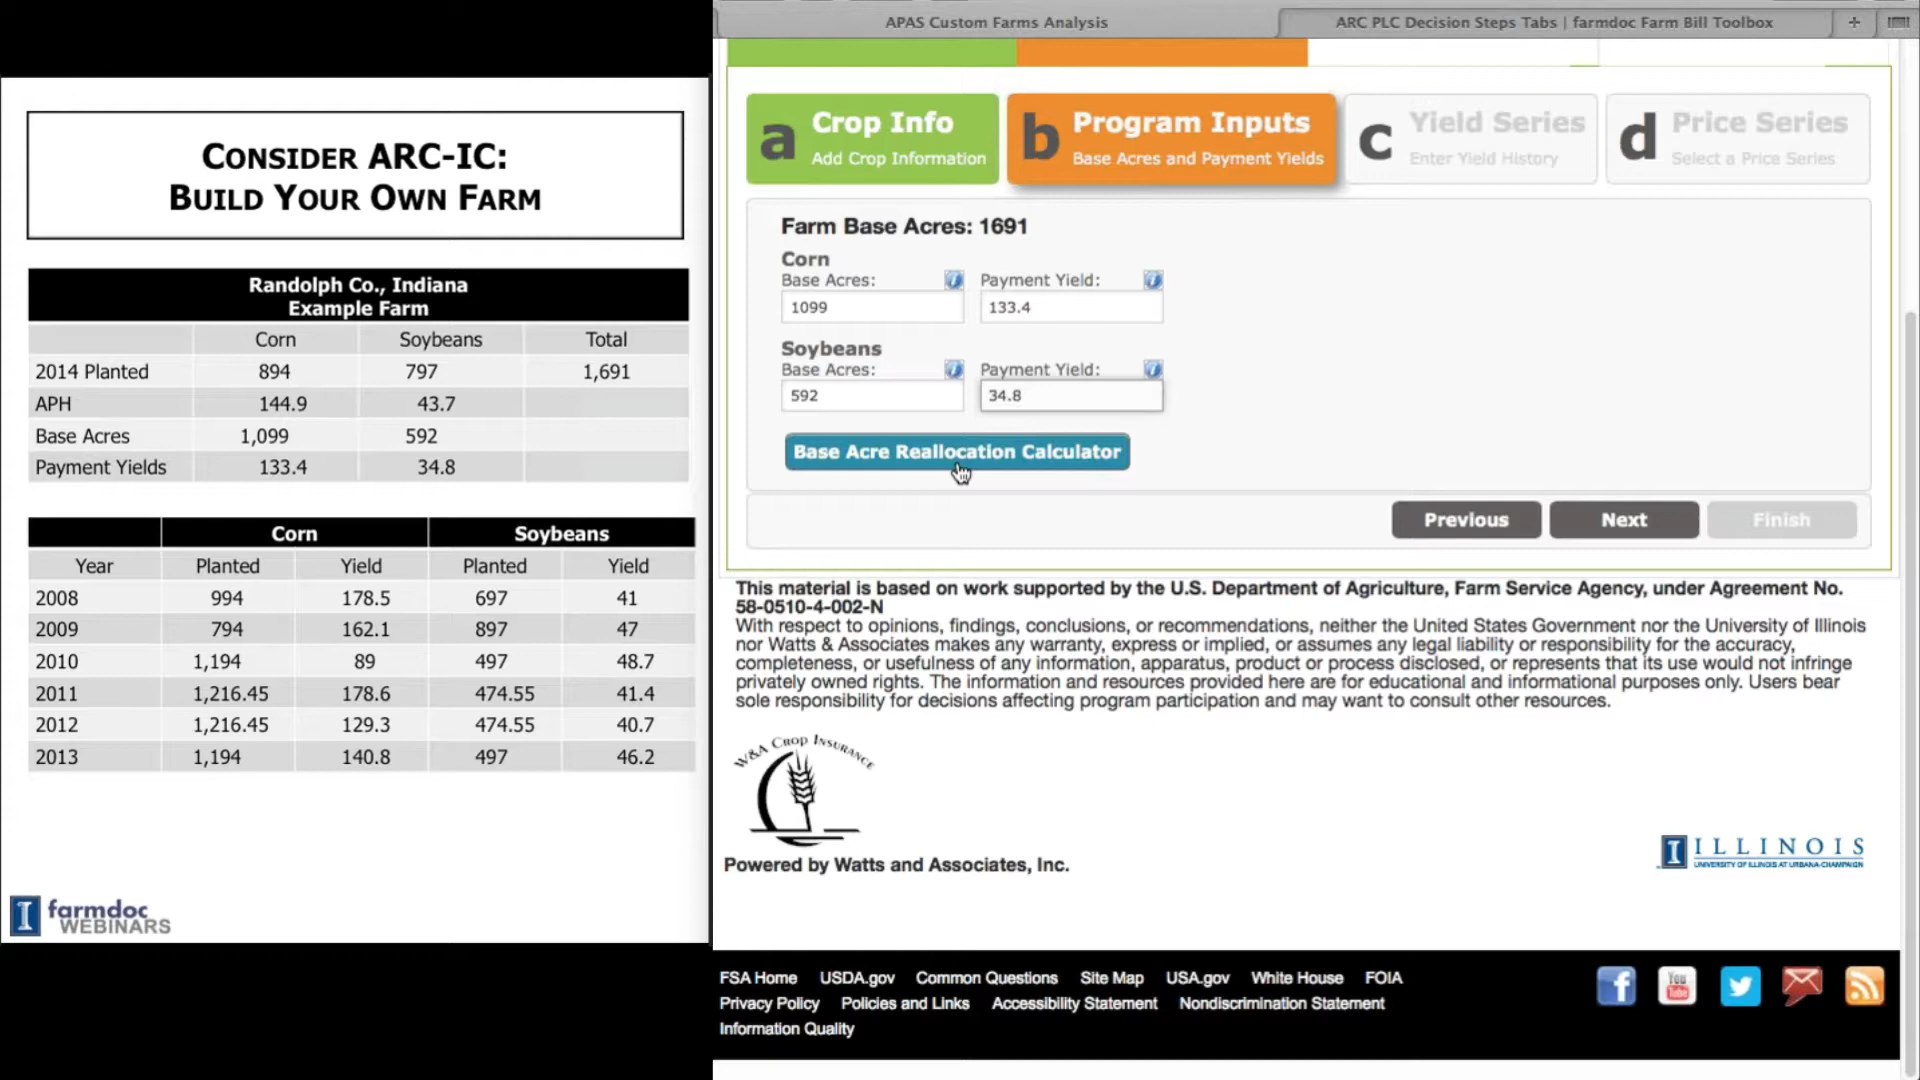 CONSIDER ARC-IC:
BUILD YOUR OWN FARM
Randolph Co., Indiana
Example Farm
Corn Soybeans Total
2014 Planted 894 797 1,691
APH 144.9 43.7
Base Acres 1,099 592
Payment Yields 133.4 34.8
Corn Soybeans
Year Planted Yield Planted Yield
2008 994 178.5 697 41
2009 794 162.1 897 47
2010 1,194 89 497 48.7
2011 1,216.45 178.6 474.55 41.4
2012 1,216.45 129.3 474.55 40.7
2013 1,194 140.8 497 46.2
I farmdoc
WEBINARS
APAS Custom Farms Analysis ARC PLC Decision Steps Tabs | farmdoc Farm Bill Toolbox +
a Crop Info
Add Crop Information
b Program Inputs
Base Acres and Payment Yields
c Yield Series
Enter Yield History
d Price Series
Select a Price Series
Farm Base Acres: 1691
Corn
Base Acres: Payment Yield:
1099 133.4
Soybeans
Base Acres: Payment Yield:
592 34.8
Base Acre Reallocation Calculator
Previous Next Finish
This material is based on work supported by the U.S. Department of Agriculture, Farm Service Agency, under Agreement No.
58-0510-4-002-N
With respect to opinions, findings, conclusions, or recommendations, neither the United States Government nor the University of Illinois
nor Watts & Associates makes any warranty, express or implied, or assumes any legal liability or responsibility for the accuracy,
completeness, or usefulness of any information, apparatus, product or process disclosed, or represents that its use would not infringe
privately owned rights. The information and resources provided here are for educational and informational purposes only. Users bear
sole responsibility for decisions affecting program participation and may want to consult other resources.
W&A Crop Insurance
Powered by Watts and Associates, Inc.
I ILLINOIS
UNIVERSITY OF ILLINOIS AT URBANA-CHAMPAIGN
FSA Home USDA.gov Common Questions Site Map USA.gov White House FOIA
Privacy Policy Policies and Links Accessibility Statement Nondiscrimination Statement
Information Quality
f You Tube